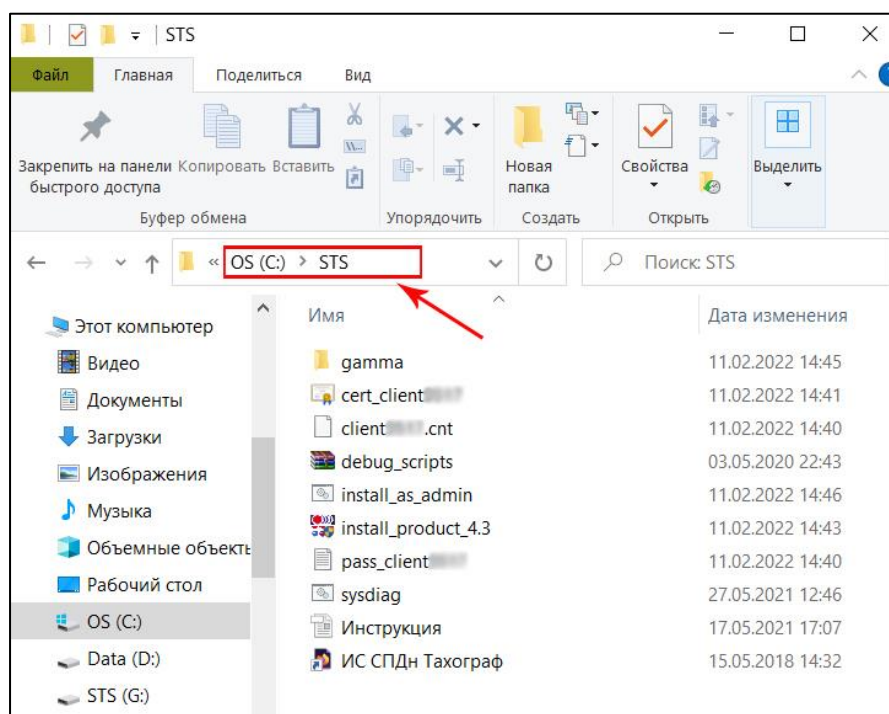 STS
Файл Главная Поделиться Вид
Закрепить на панели быстрого доступа
Копировать
Вставить
Новая папка
Свойства
Выделить
Буфер обмена Упорядочить Создать Открыть
« OS (C:) > STS
Поиск: STS
Этот компьютер
Видео
Документы
Загрузки
Изображения
Музыка
Объемные объекть
Рабочий стол
OS (C:)
Data (D:)
STS (G:)
Имя Дата изменения
gamma 11.02.2022 14:45
cert_client 11.02.2022 14:41
client .cnt 11.02.2022 14:40
debug_scripts 03.05.2020 22:43
install_as_admin 11.02.2022 14:46
install_product_4.3 11.02.2022 14:43
pass_client 11.02.2022 14:40
sysdiag 27.05.2021 12:46
Инструкция 17.05.2021 17:07
ИС СПДн Тахограф 15.05.2018 14:32